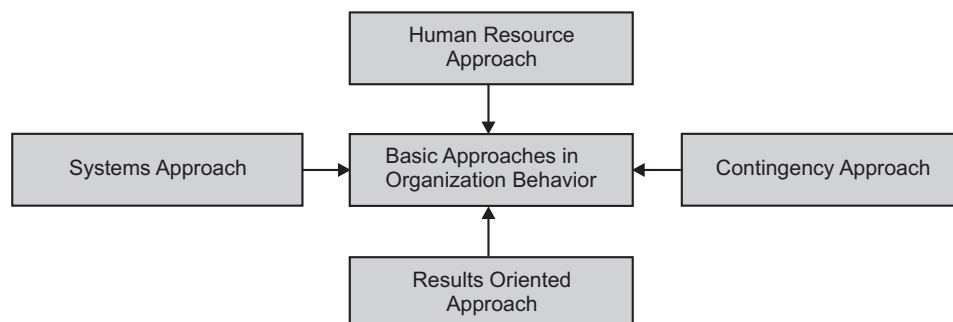 Human Resource
Approach
Systems Approach
Basic Approaches in
Organization Behavior
Contingency Approach
Results Oriented
Approach